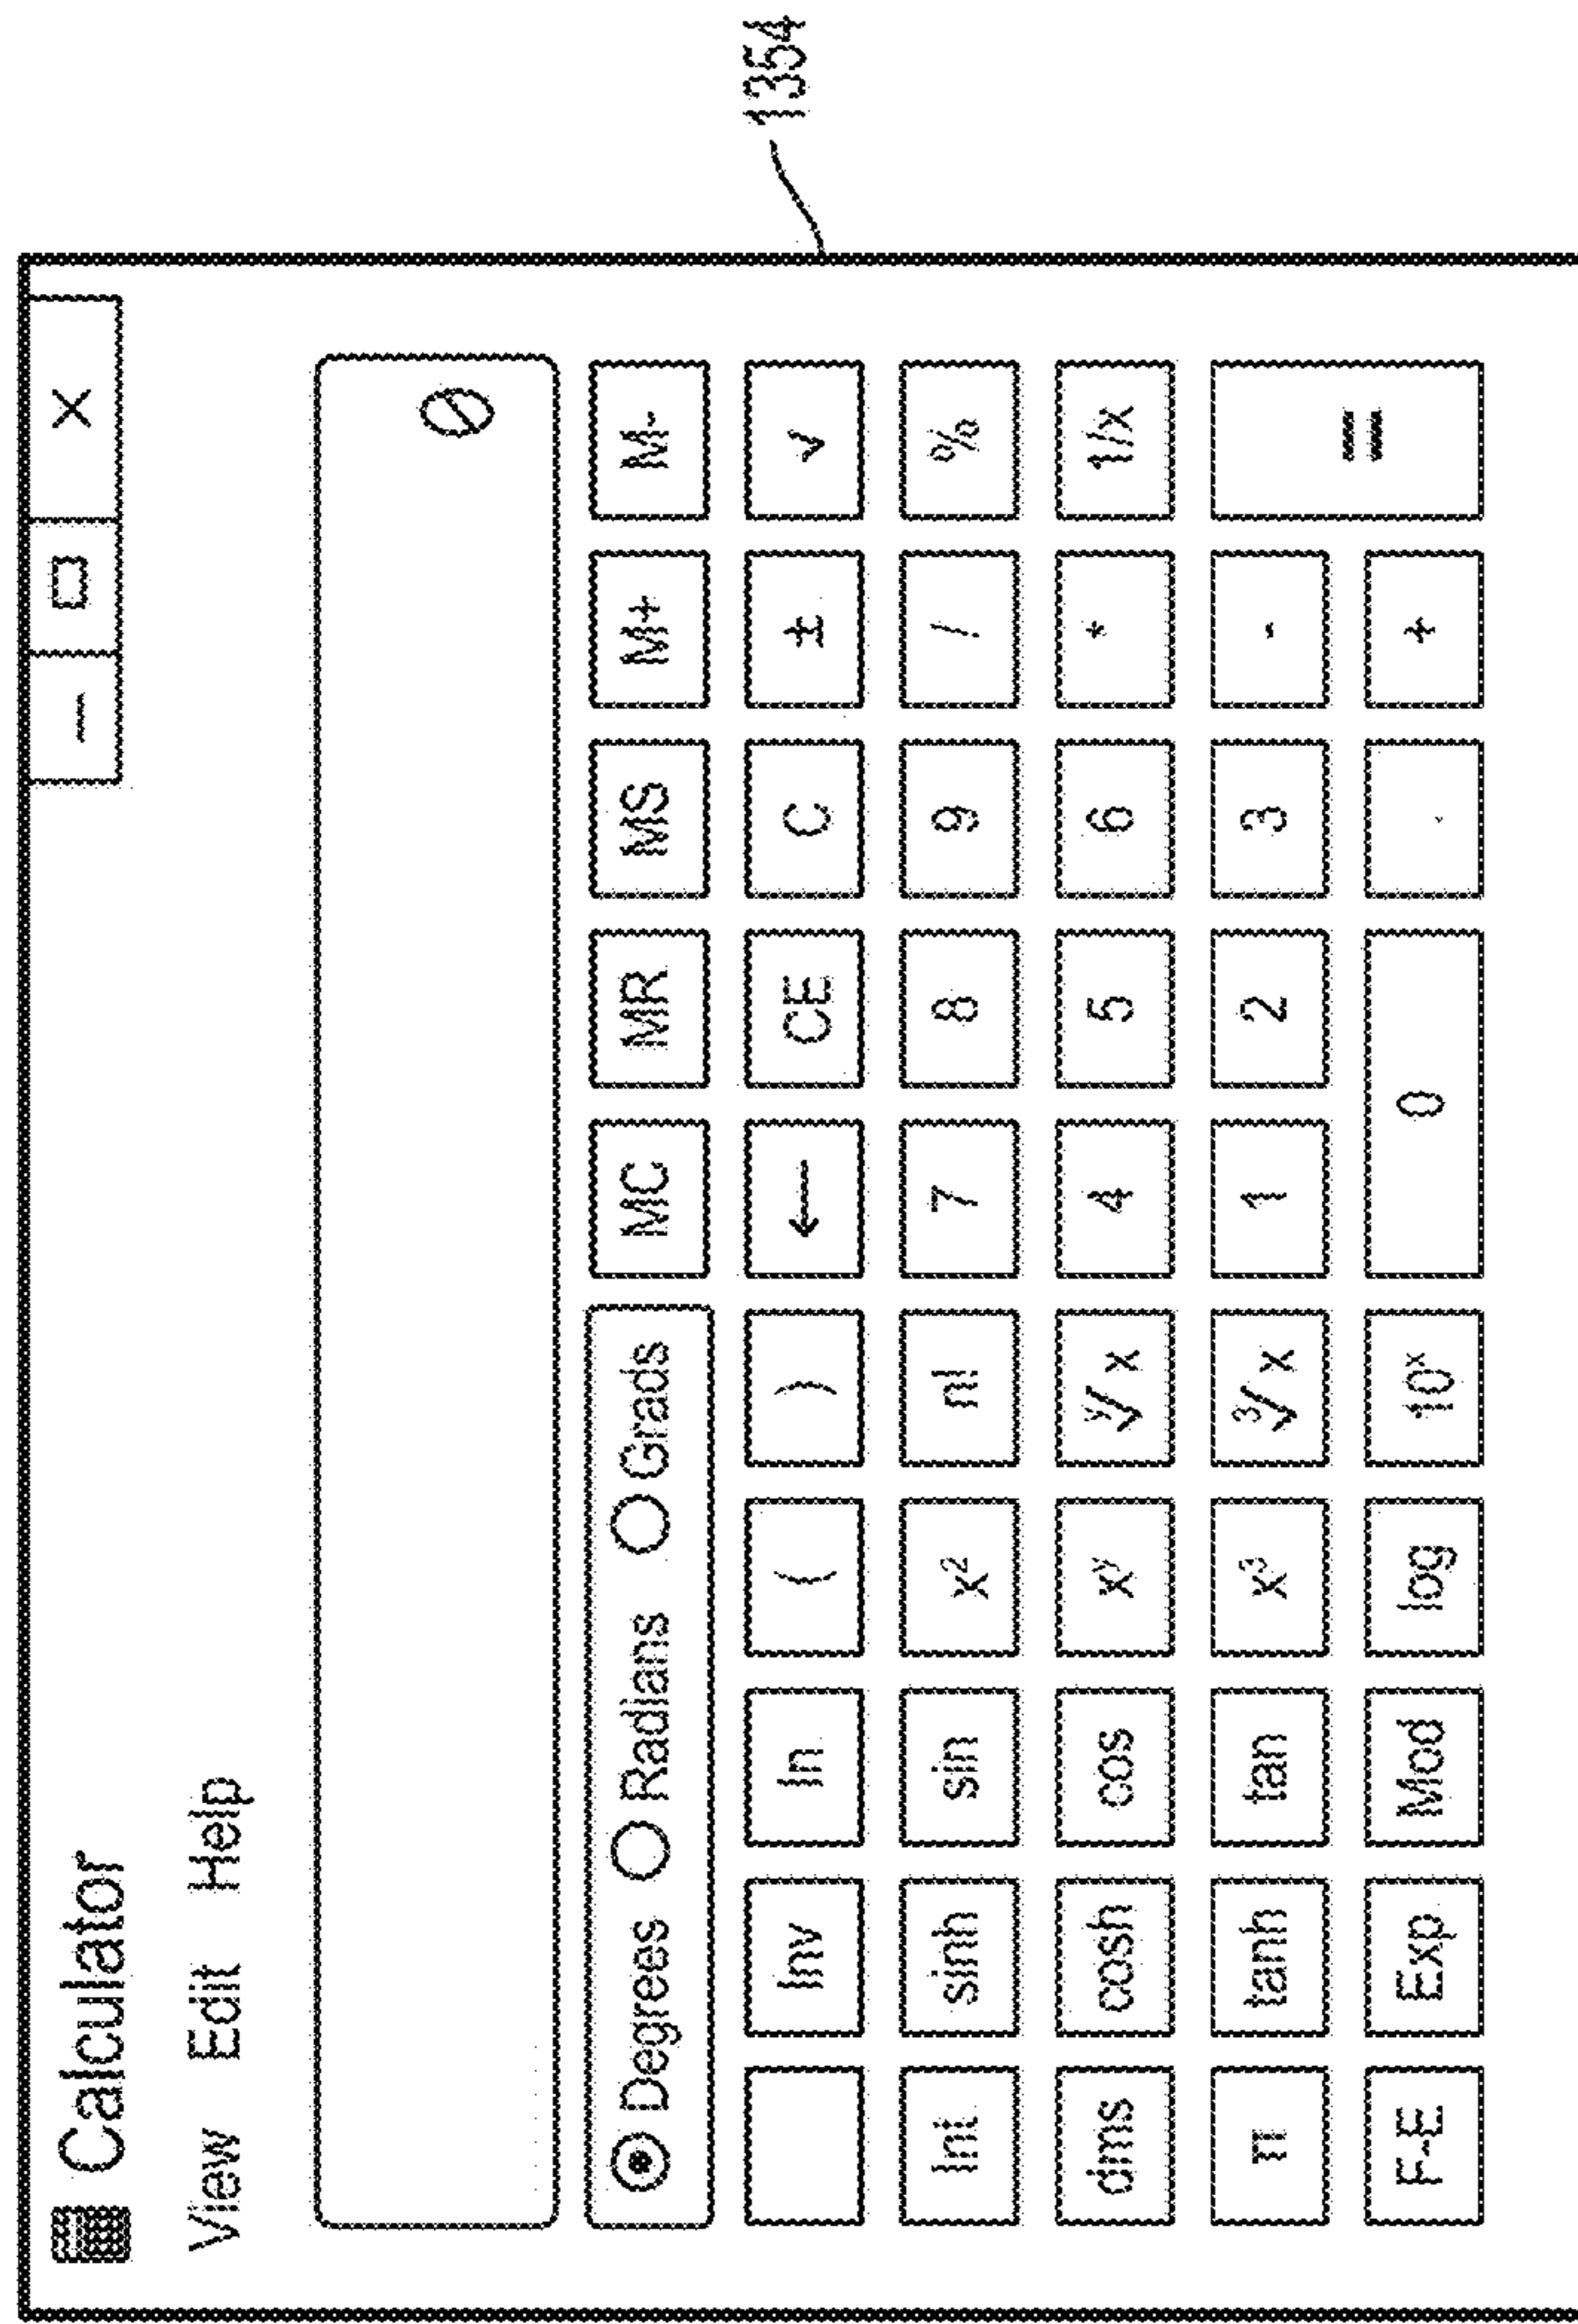 Calculator — □ X
View Edit Help
0
Degrees Radians Grads MC MR MS M+ M-
Inv ln ( ) ← CE C ± √
Int sinh sin x² n! 7 8 9 / %
dms cosh cos xʸ ʸ√x 4 5 6 * 1/x
π tanh tan x³ ³√x 1 2 3 - =
F-E Exp Mod log 10ˣ 0 . +
1354